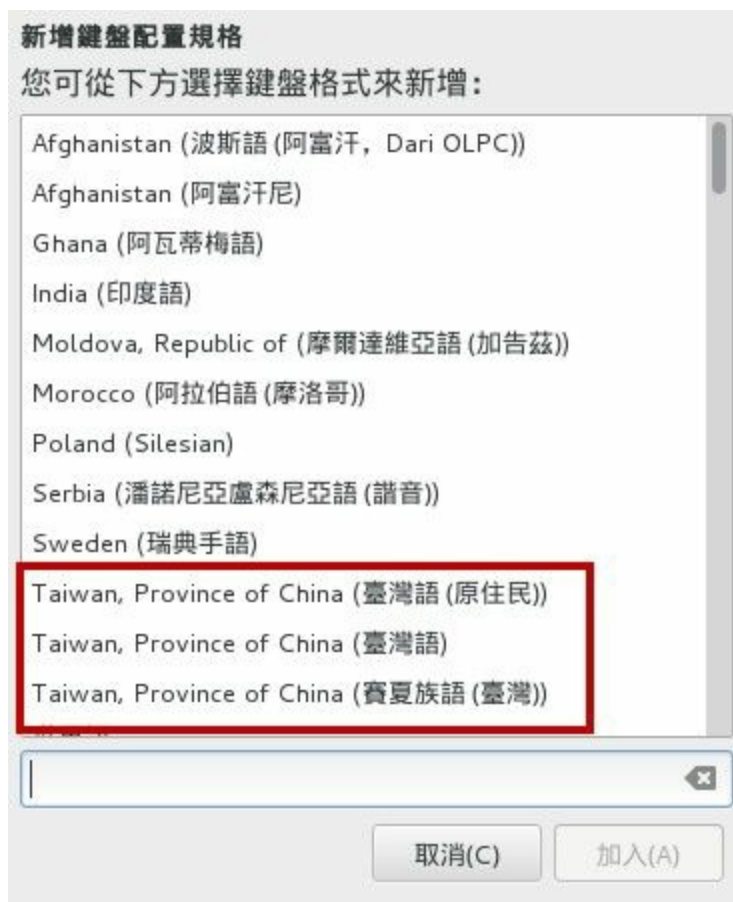 新增鍵盤配置規格
您可從下方選擇鍵盤格式來新增：
Afghanistan (波斯語 (阿富汗，Dari OLPC))
Afghanistan (阿富汗尼)
Ghana (阿瓦蒂梅語)
India (印度語)
Moldova, Republic of (摩爾達維亞語 (加告茲))
Morocco (阿拉伯語 (摩洛哥))
Poland (Silesian)
Serbia (潘諾尼亞盧森尼亞語 (諧音))
Sweden (瑞典手語)
Taiwan, Province of China (臺灣語 (原住民))
Taiwan, Province of China (臺灣語)
Taiwan, Province of China (賽夏族語 (臺灣))
取消(C)
加入(A)